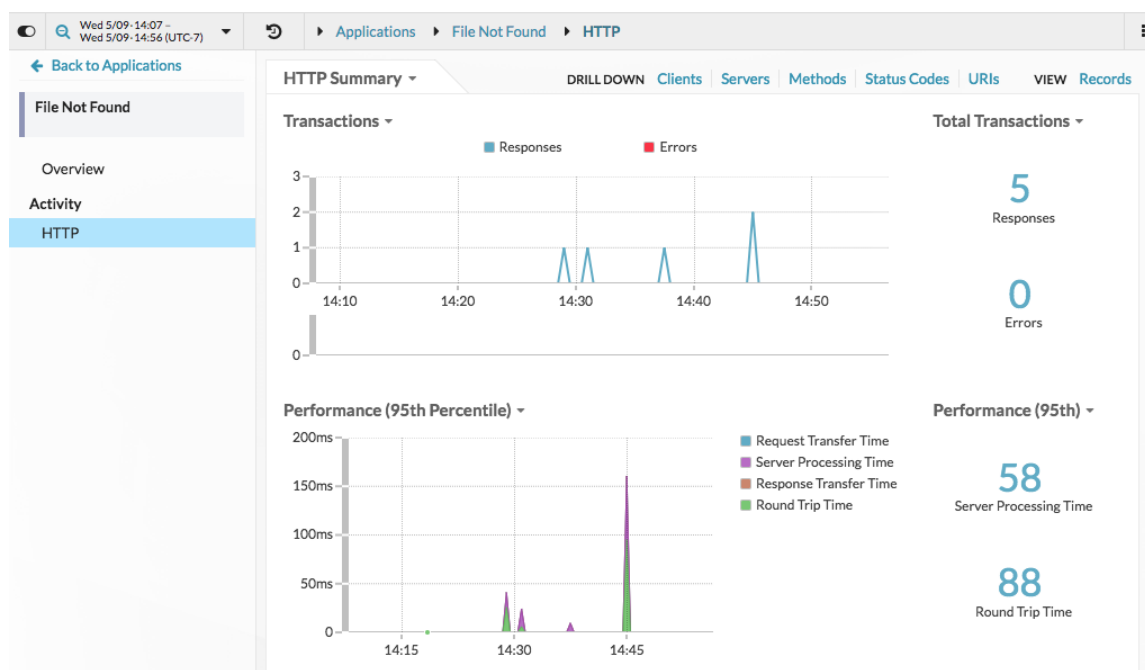 Wed 5/09-14:07 –
Wed 5/09-14:56 (UTC-7)
Applications
File Not Found
HTTP
Back to Applications
File Not Found
Overview
Activity
HTTP
HTTP Summary
DRILL DOWN Clients Servers Methods Status Codes URIs VIEW Records
Transactions
Responses Errors
3
2
1
0
14:10 14:20 14:30 14:40 14:50
0
Total Transactions
5
Responses
0
Errors
Performance (95th Percentile)
200ms
150ms
100ms
50ms
0
14:15 14:30 14:45
Request Transfer Time
Server Processing Time
Response Transfer Time
Round Trip Time
Performance (95th)
58
Server Processing Time
88
Round Trip Time